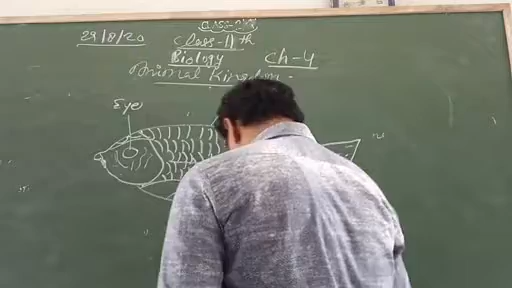 29/8/20
Class-11th
Biology
Ch-4
Animal Kingdom -
Eye